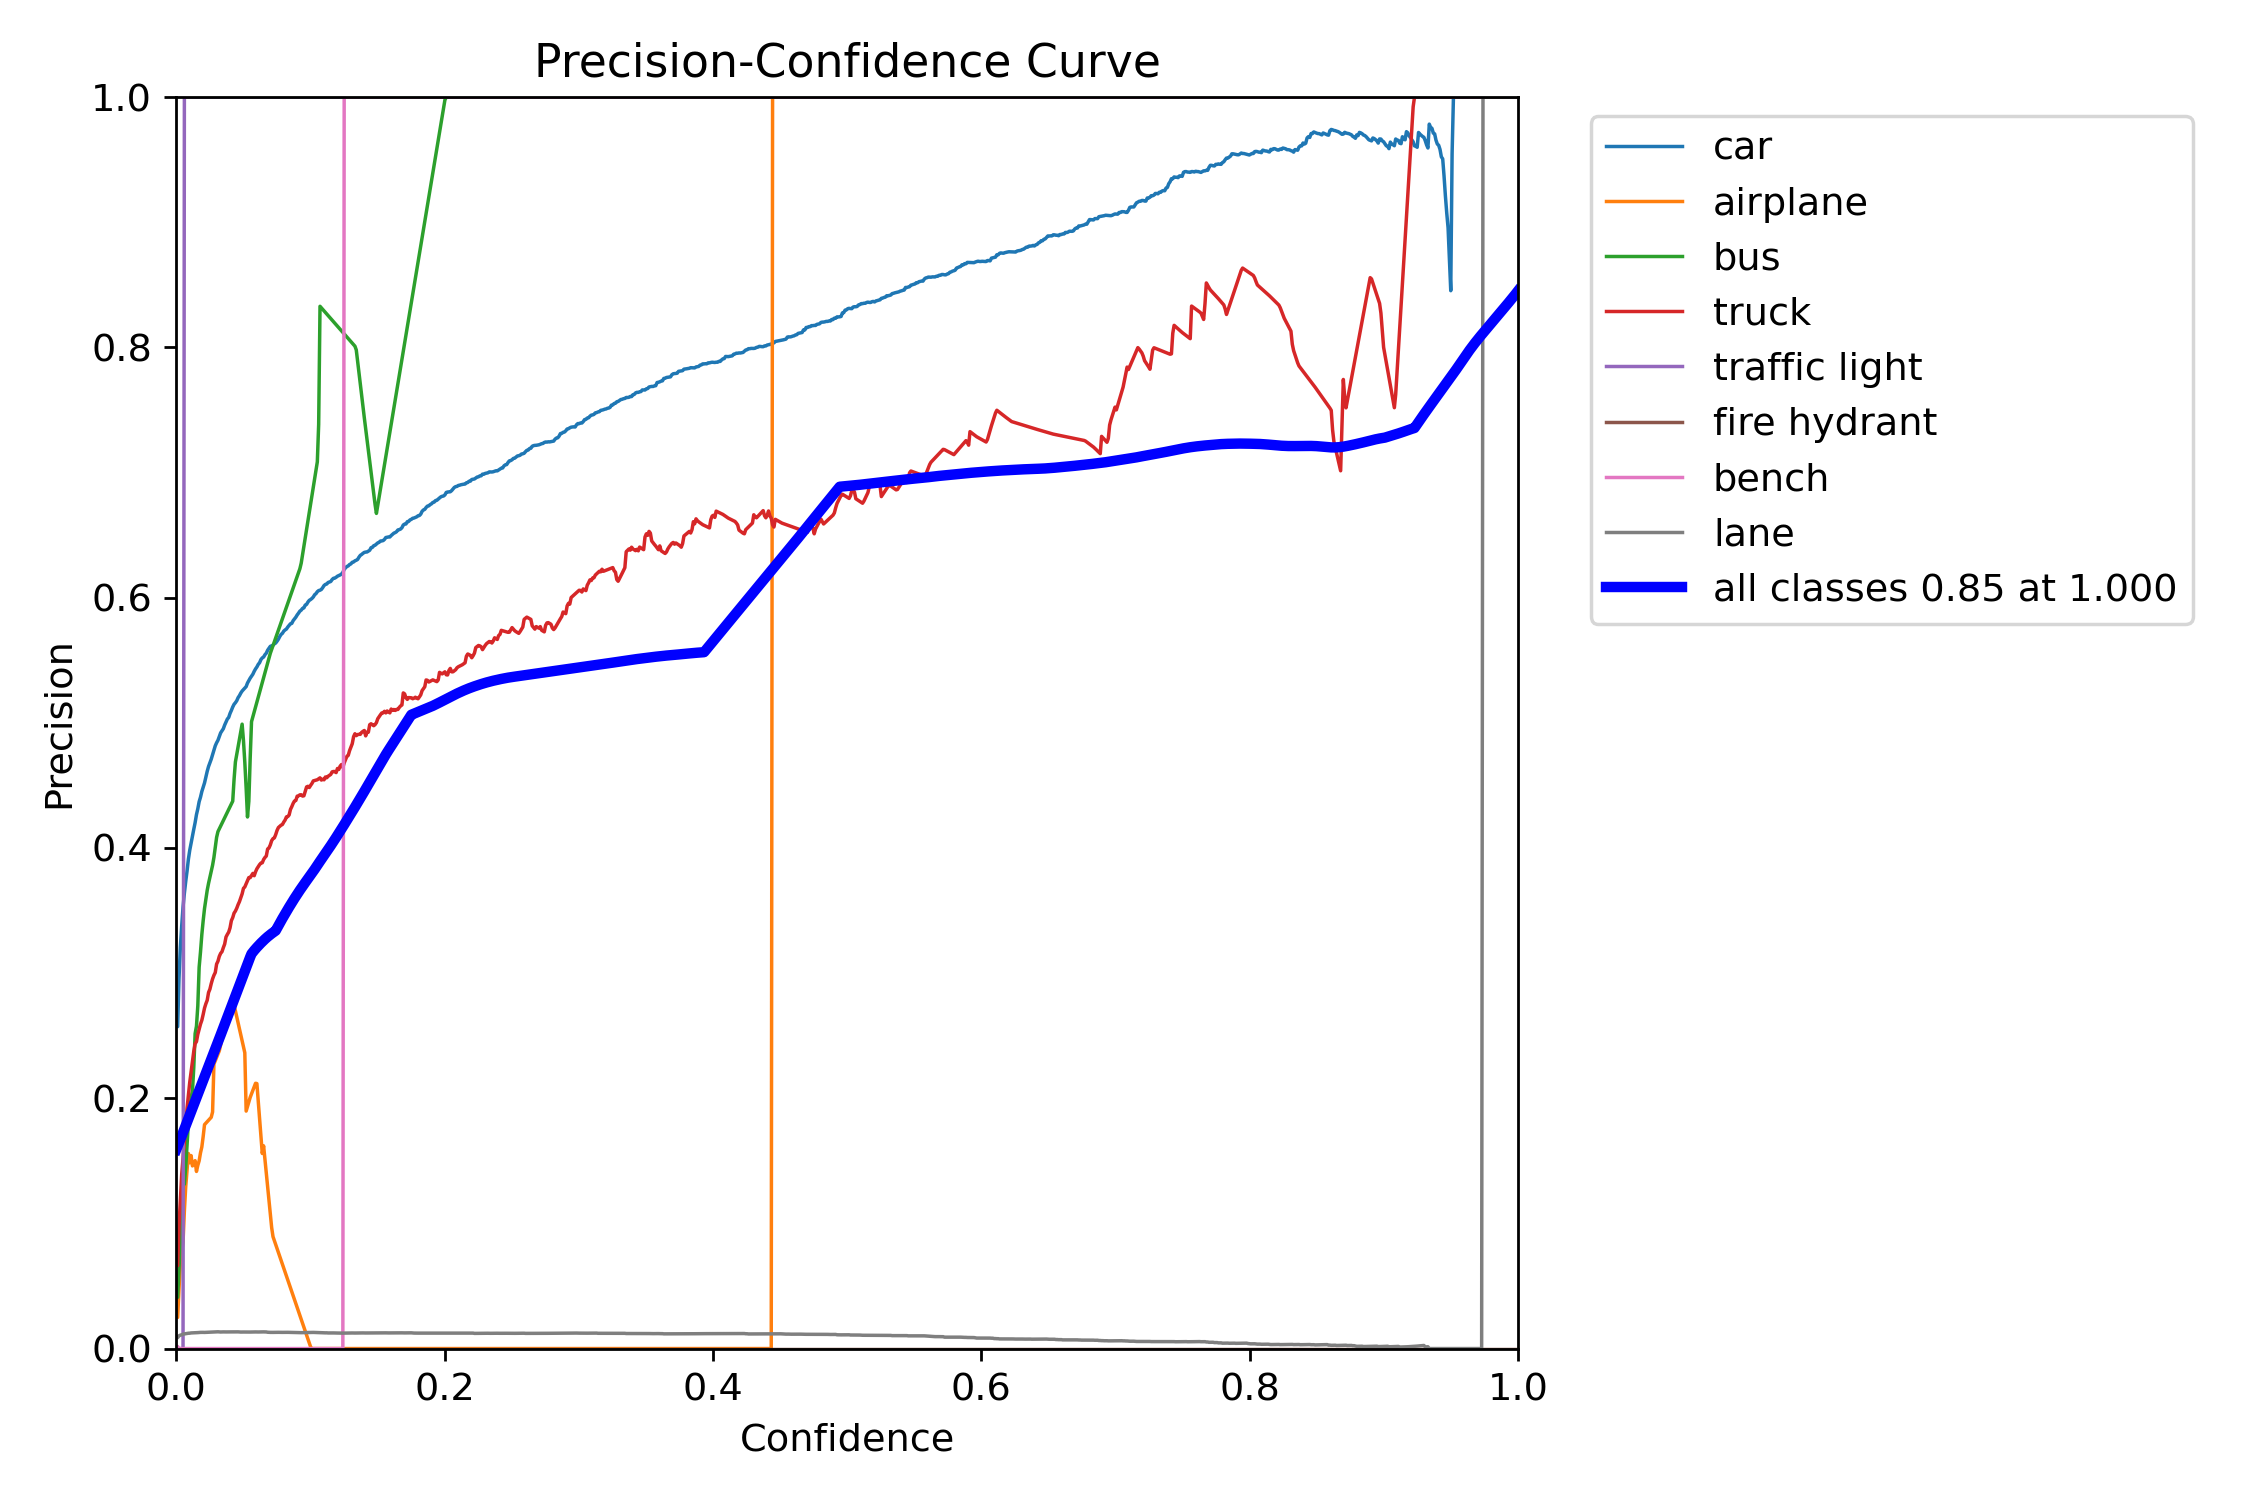 Precision-Confidence Curve
1.0
0.8
0.6
0.4
0.2
0.0
Precision
0.0 0.2 0.4 0.6 0.8 1.0
Confidence
car
airplane
bus
truck
traffic light
fire hydrant
bench
lane
all classes 0.85 at 1.000